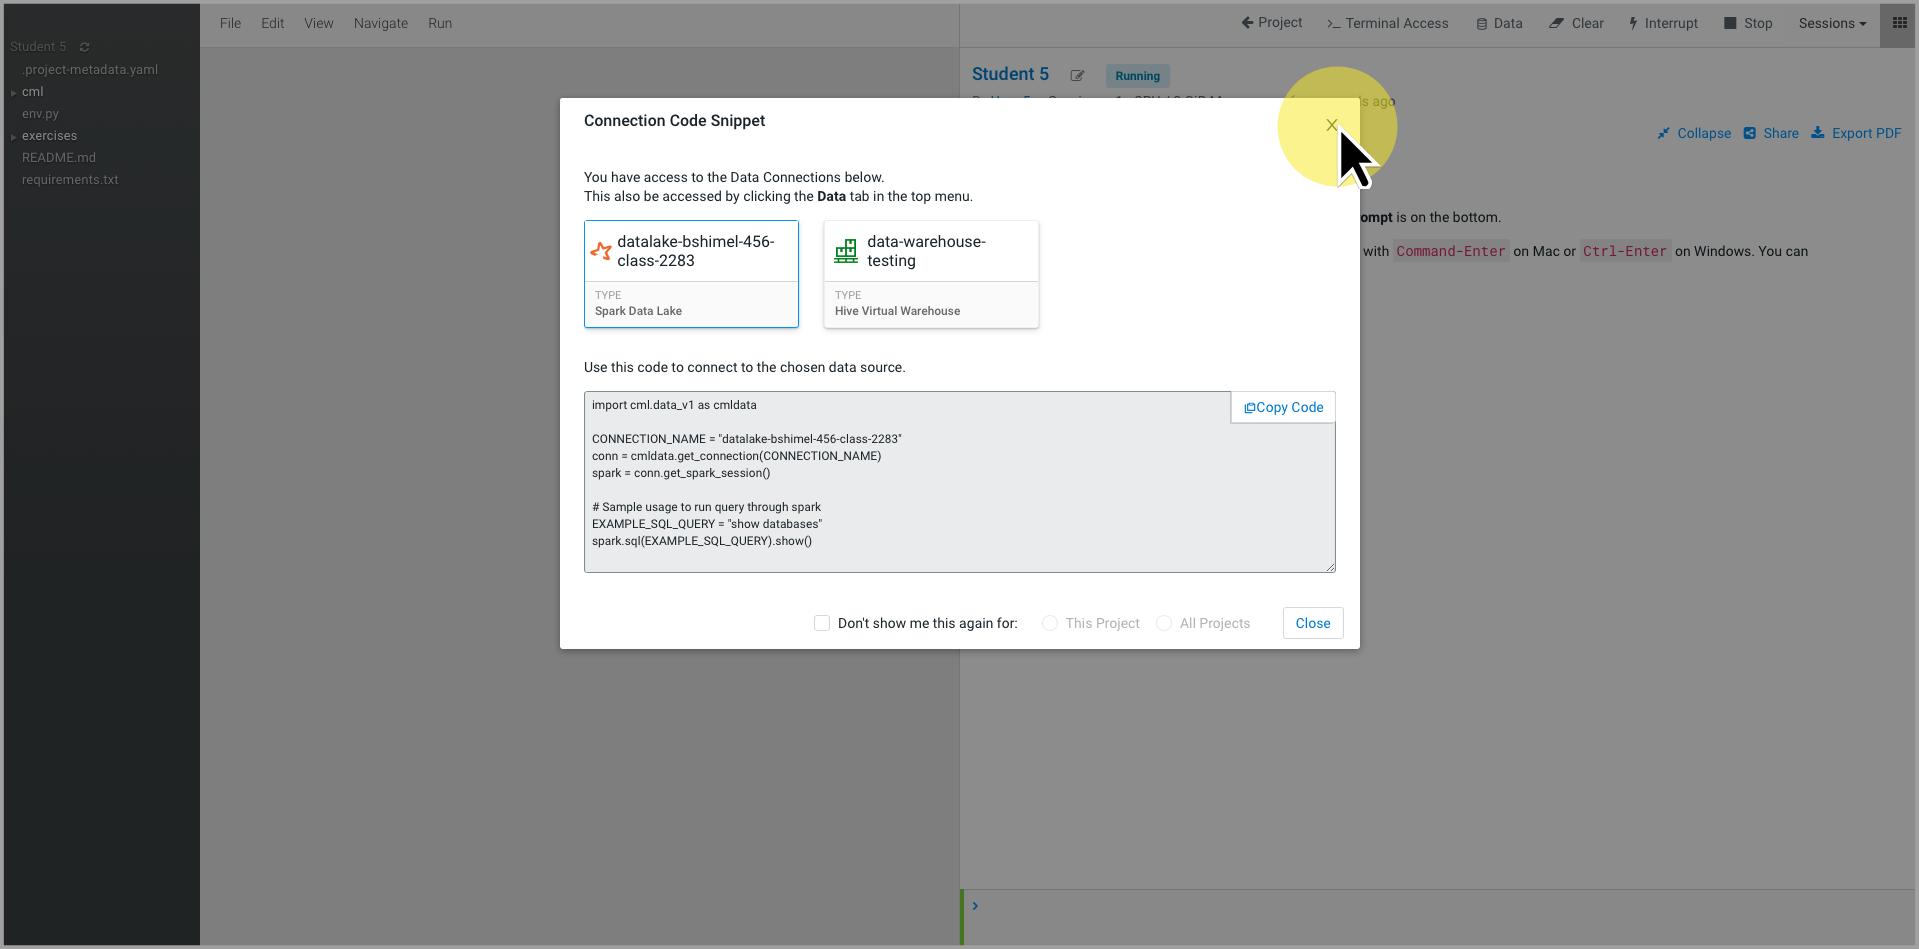 File Edit View Navigate Run
Project Terminal Access Data Clear Interrupt Stop Sessions
Student 5
.project-metadata.yaml
cml
env.py
exercises
README.md
requirements.txt
Student 5 Running
s ago
Collapse Share Export PDF
ompt is on the bottom.
with Command-Enter on Mac or Ctrl-Enter on Windows. You can
Connection Code Snippet
You have access to the Data Connections below.
This also be accessed by clicking the Data tab in the top menu.
datalake-bshimel-456-
class-2283
TYPE
Spark Data Lake
data-warehouse-
testing
TYPE
Hive Virtual Warehouse
Use this code to connect to the chosen data source.
Copy Code
import cml.data_v1 as cmldata
CONNECTION_NAME = "datalake-bshimel-456-class-2283"
conn = cmldata.get_connection(CONNECTION_NAME)
spark = conn.get_spark_session()
# Sample usage to run query through spark
EXAMPLE_SQL_QUERY = "show databases"
spark.sql(EXAMPLE_SQL_QUERY).show()
Don't show me this again for: This Project All Projects Close